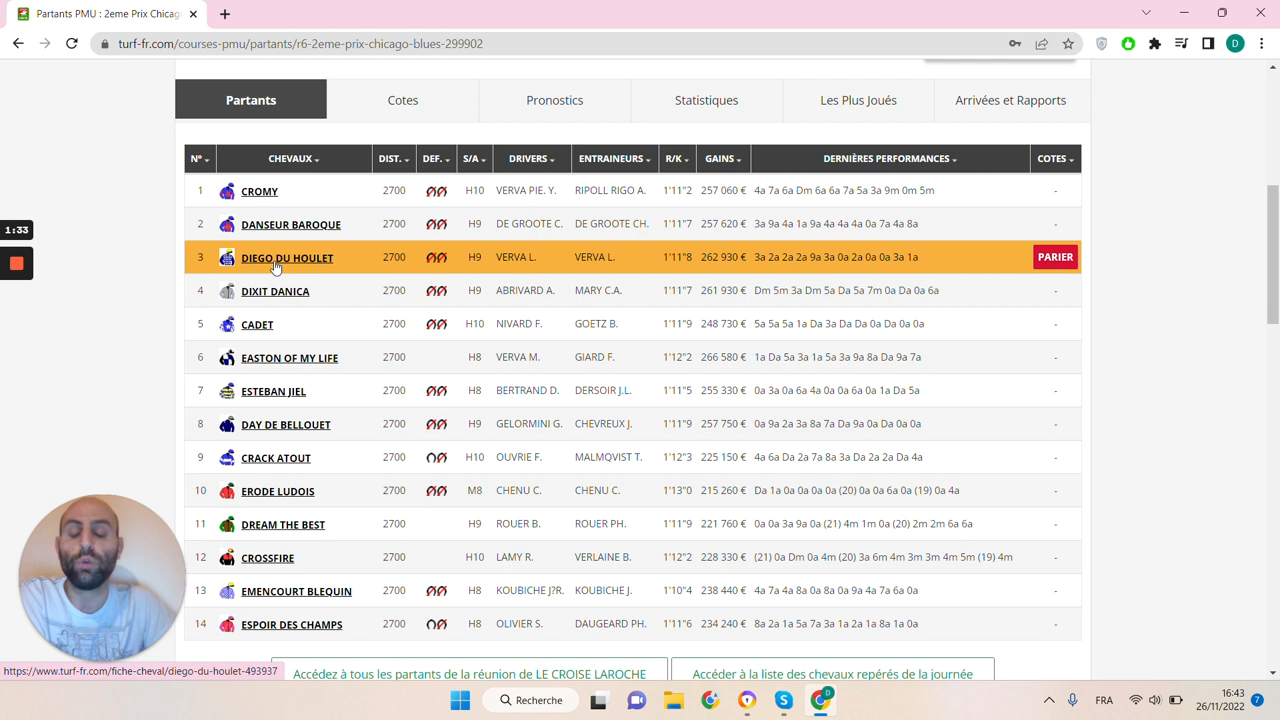 Partants PMU : 2eme Prix Chicag
turf-fr.com/courses-pmu/partants/r6-2eme-prix-chicago-blues-299902
D
Partants Cotes Pronostics Statistiques Les Plus Joués Arrivées et Rapports
N° CHEVAUX DIST. DEF. S/A DRIVERS ENTRAINEURS R/K GAINS DERNIÈRES PERFORMANCES COTES
1 CROMY 2700 H10 VERVA PIE. Y. RIPOLL RIGO A. 1'11"2 257 060 € 4a 7a 6a Dm 6a 6a 7a 5a 3a 9m 0m 5m -
1:33
2 DANSEUR BAROQUE 2700 H9 DE GROOTE C. DE GROOTE CH. 1'11"7 257 620 € 3a 9a 4a 1a 9a 4a 4a 4a 0a 7a 4a 8a -
3 DIEGO DU HOULET 2700 H9 VERVA L. VERVA L. 1'11"8 262 930 € 3a 2a 2a 2a 9a 3a 0a 2a 0a 0a 3a 1a PARIER
4 DIXIT DANICA 2700 H9 ABRIVARD A. MARY C.A. 1'11"7 261 930 € Dm 5m 3a Dm 5a Da 5a 7m 0a Da 0a 6a -
5 CADET 2700 H10 NIVARD F. GOETZ B. 1'11"9 248 730 € 5a 5a 5a 1a Da 3a Da Da 0a Da 0a 0a -
6 EASTON OF MY LIFE 2700 H8 VERVA M. GIARD F. 1'12"2 266 580 € 1a Da 5a 3a 1a 5a 3a 9a 8a Da 9a 7a -
7 ESTEBAN JIEL 2700 H8 BERTRAND D. DERSOIR J.L. 1'11"5 255 330 € 0a 3a 0a 6a 4a 0a 0a 6a 0a 1a Da 5a -
8 DAY DE BELLOUET 2700 H9 GELORMINI G. CHEVREUX J. 1'11"9 257 750 € 0a 9a 2a 3a 8a 7a Da 9a 0a Da 0a 0a -
9 CRACK ATOUT 2700 H10 OUVRIE F. MALMQVIST T. 1'12"3 225 150 € 4a 6a Da 2a 7a 8a 3a Da 2a 2a Da 4a -
10 ERODE LUDOIS 2700 M8 CHENU C. CHENU C. 1'13"0 215 260 € Da 1a 0a 0a 0a 0a (20) 0a 0a 6a 0a (19) 0a 4a -
11 DREAM THE BEST 2700 H9 ROUER B. ROUER PH. 1'11"9 221 760 € 0a 0a 3a 9a 0a (21) 4m 1m 0a (20) 2m 2m 6a 6a -
12 CROSSFIRE 2700 H10 LAMY R. VERLAINE B. 1'12"2 228 330 € (21) 0a Dm 0a 4m (20) 3a 6m 4m 3m 3m 4m 5m (19) 4m -
13 EMENCOURT BLEQUIN 2700 H8 KOUBICHE J?R. KOUBICHE J. 1'10"4 238 440 € 4a 7a 4a 8a 0a 8a 0a 9a 4a 7a 6a 0a -
14 ESPOIR DES CHAMPS 2700 H8 OLIVIER S. DAUGEARD PH. 1'11"6 234 240 € 8a 2a 1a 5a 7a 3a 1a 2a 1a 8a 1a 0a -
Accédez à tous les partants de la réunion de LE CROISE LAROCHE Accéder à la liste des chevaux repérés de la journée
https://www.turf-fr.com/fiche-cheval/diego-du-houlet-493937
Recherche D FRA 16:43
26/11/2022 7